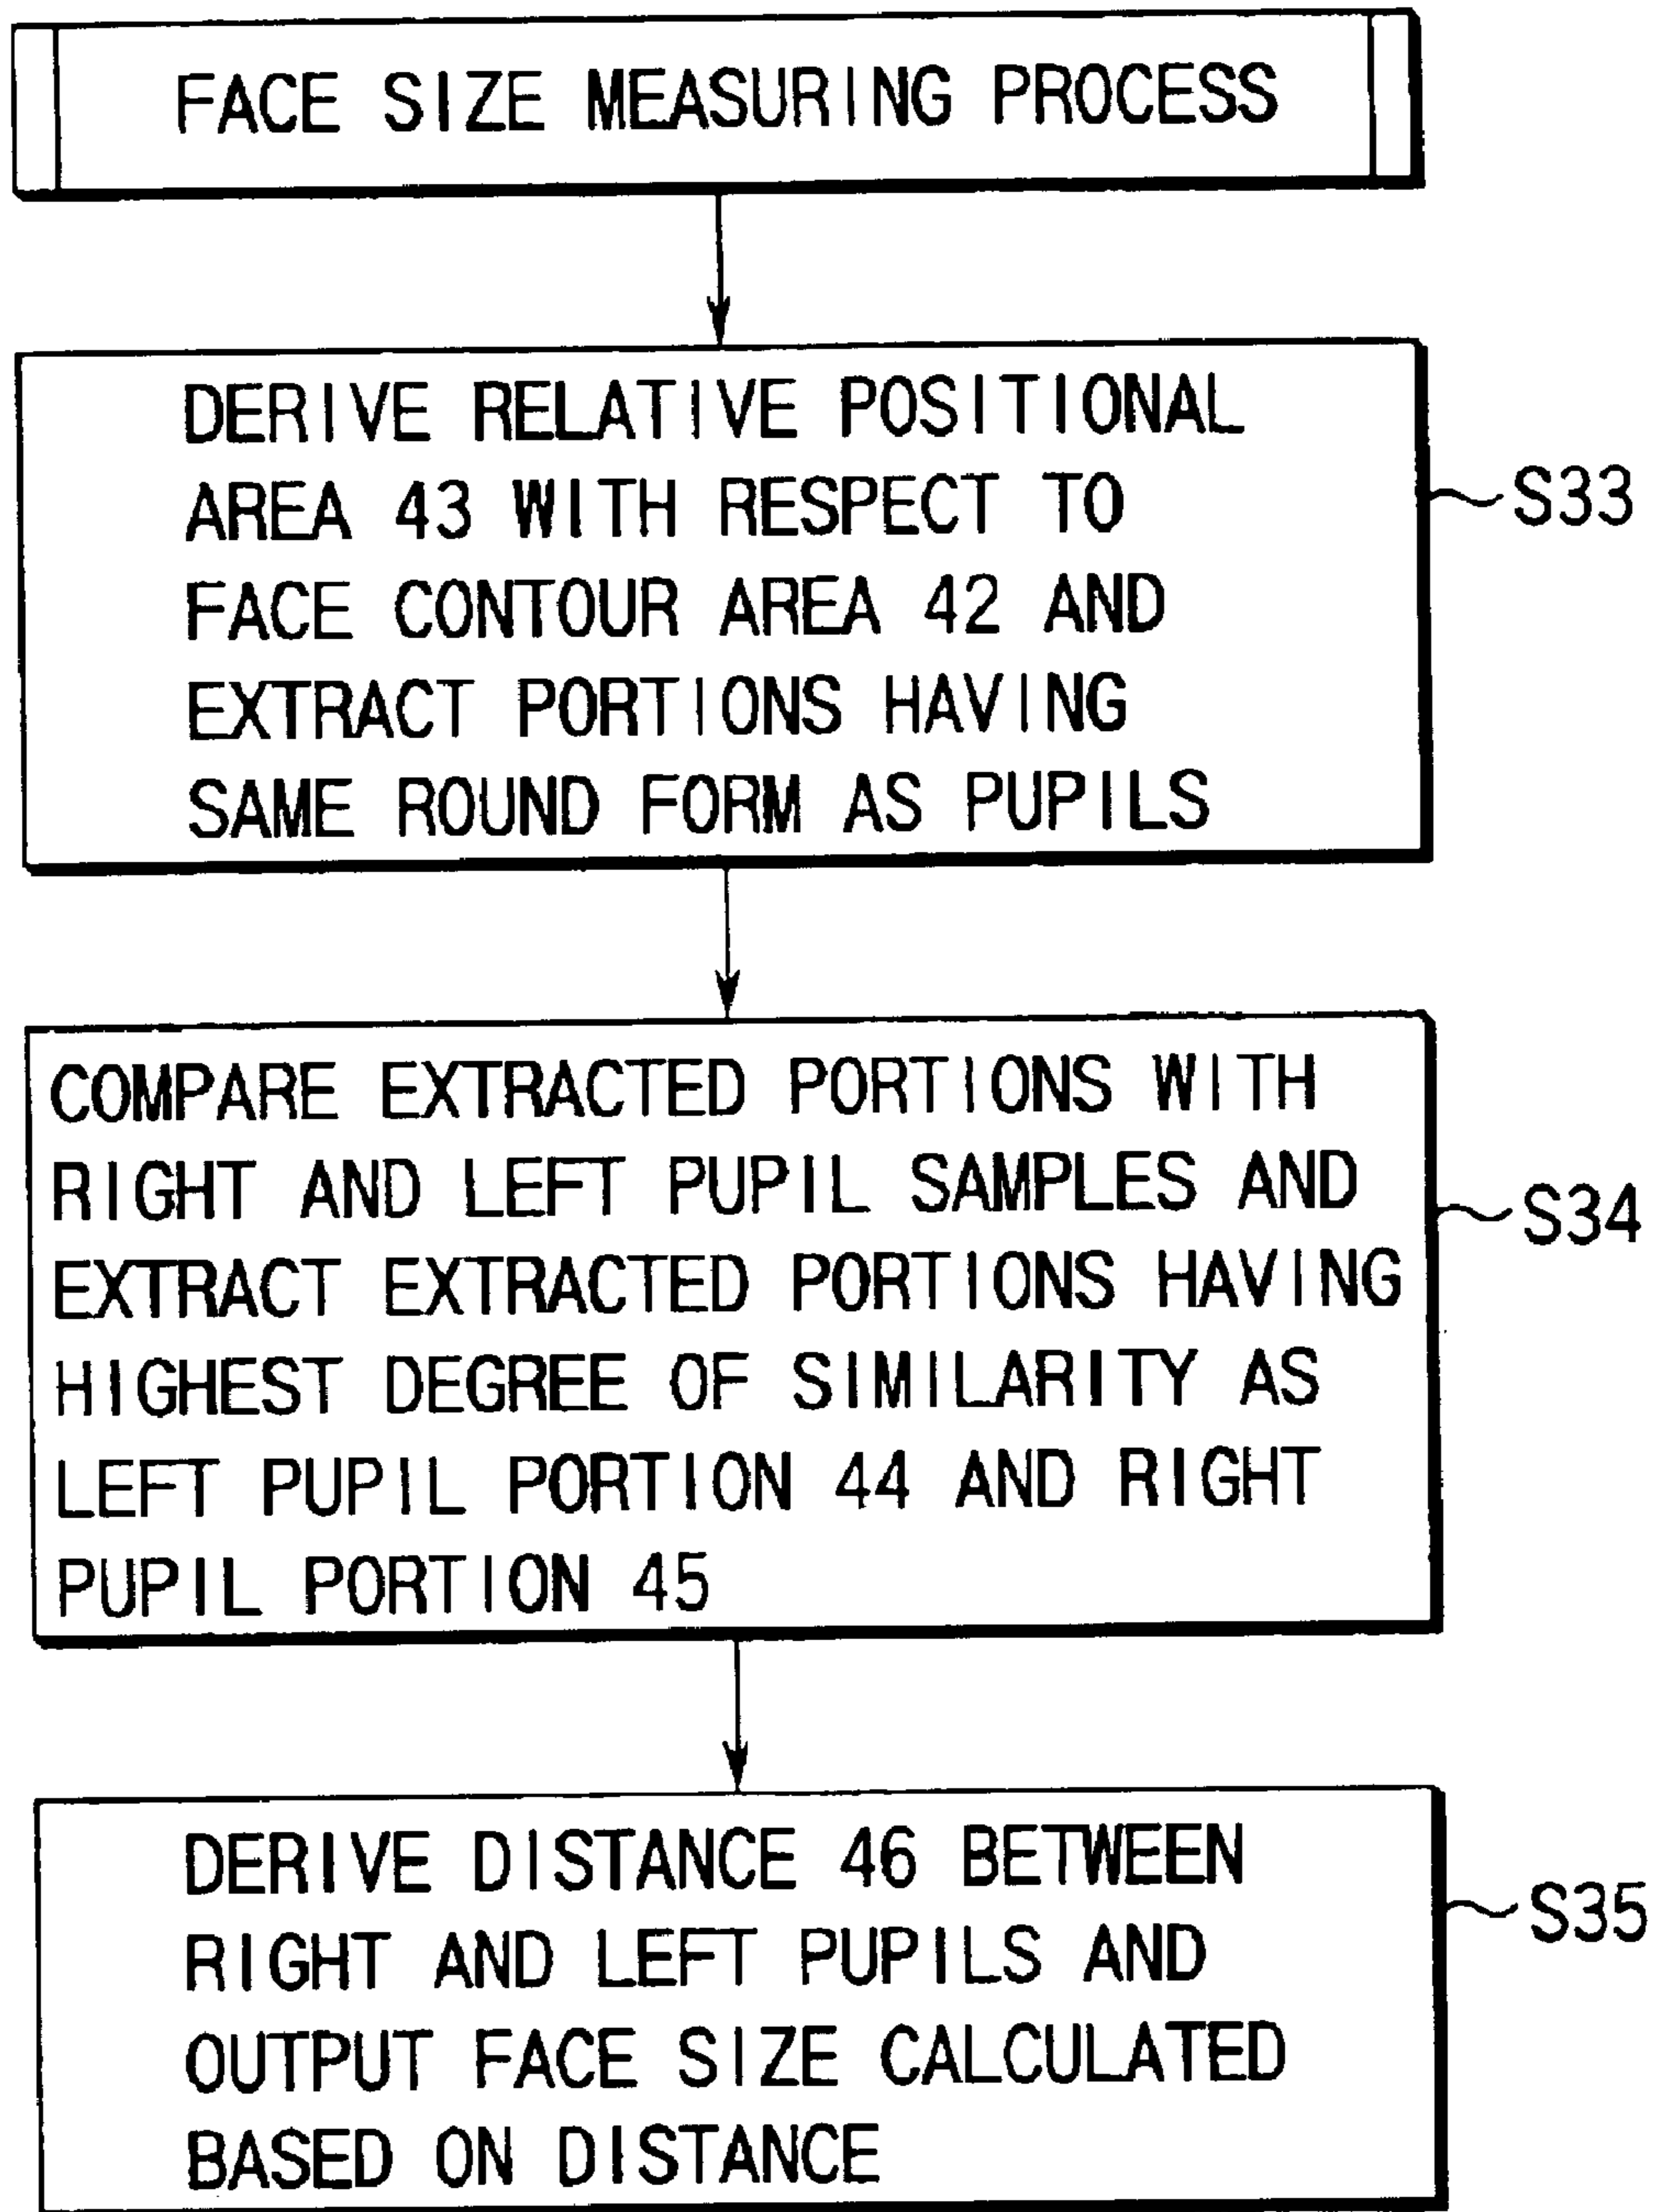 FACE SIZE MEASURING PROCESS
DERIVE RELATIVE POSITIONAL
AREA 43 WITH RESPECT TO
FACE CONTOUR AREA 42 AND
EXTRACT PORTIONS HAVING
SAME ROUND FORM AS PUPILS
S33
COMPARE EXTRACTED PORTIONS WITH
RIGHT AND LEFT PUPIL SAMPLES AND
EXTRACT EXTRACTED PORTIONS HAVING
HIGHEST DEGREE OF SIMILARITY AS
LEFT PUPIL PORTION 44 AND RIGHT
PUPIL PORTION 45
S34
DERIVE DISTANCE 46 BETWEEN
RIGHT AND LEFT PUPILS AND
OUTPUT FACE SIZE CALCULATED
BASED ON DISTANCE
S35